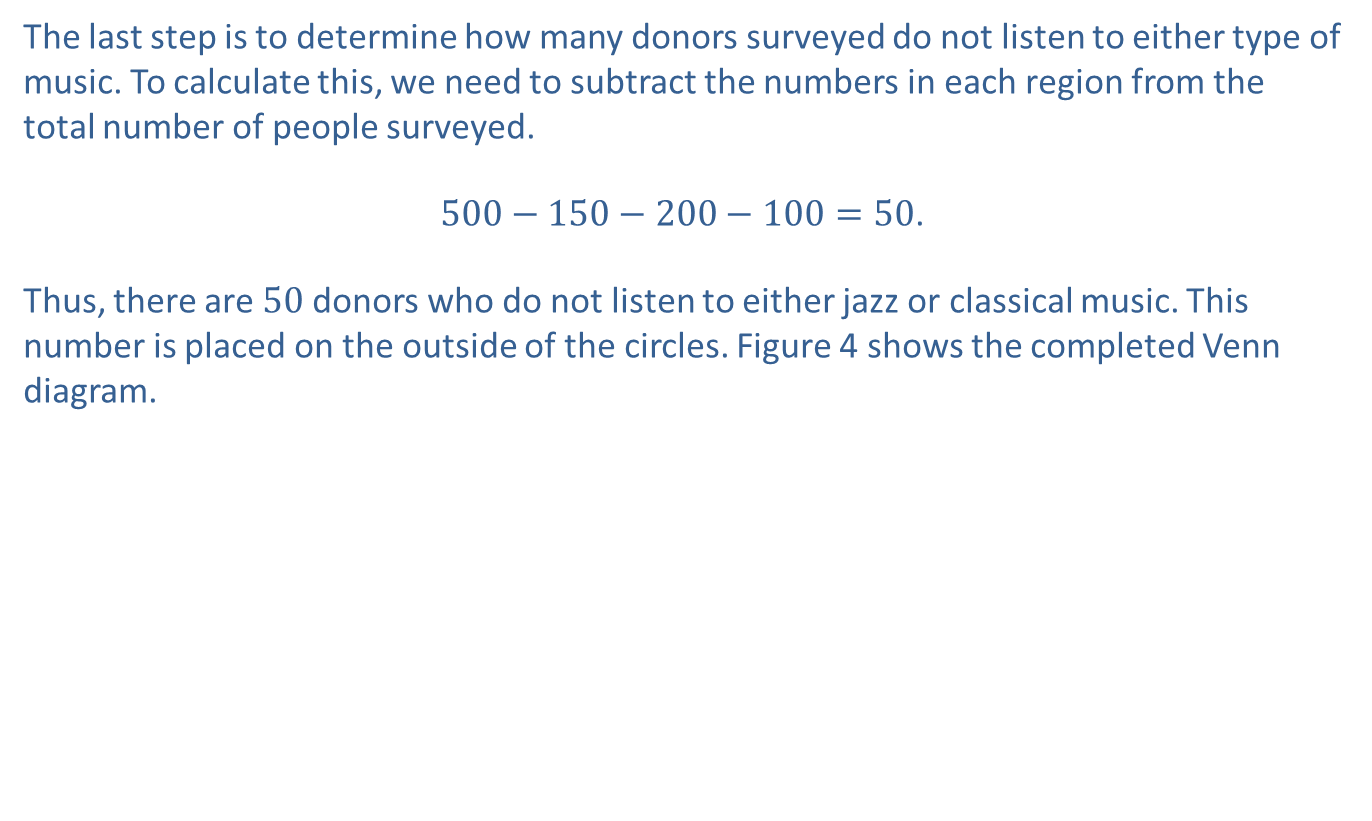 The last step is to determine how many donors surveyed do not listen to either type of
music. To calculate this, we need to subtract the numbers in each region from the
total number of people surveyed.
500 − 150 − 200 − 100 = 50.
Thus, there are 50 donors who do not listen to either jazz or classical music. This
number is placed on the outside of the circles. Figure 4 shows the completed Venn
diagram.